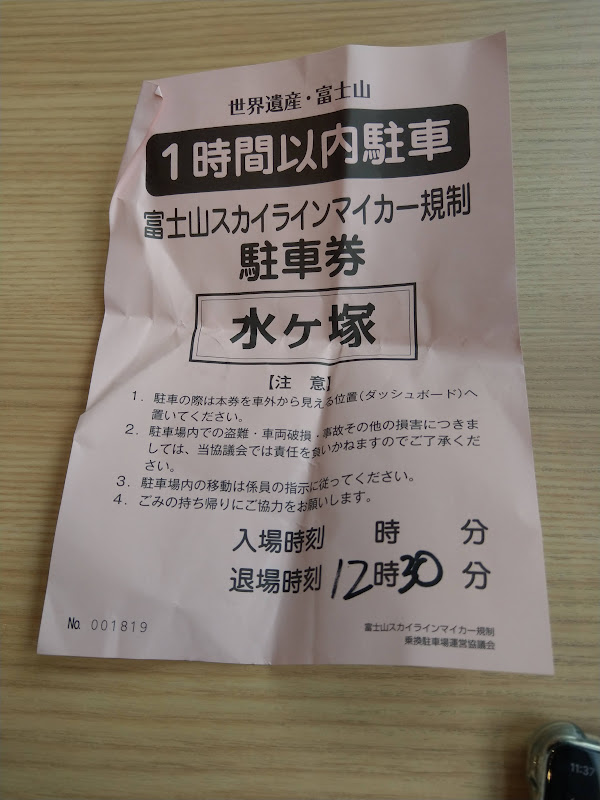 世界遺産・富士山
1時間以内駐車
富士山スカイラインマイカー規制
駐車券
水ヶ塚
【注 意】
1. 駐車の際は本券を車外から見える位置(ダッシュボード)へ
置いてください。
2. 駐車場内での盗難・車両破損・事故その他の損害につきま
しては、当協議会では責任を負いかねますのでご了承くだ
さい。
3. 駐車場内の移動は係員の指示に従ってください。
4. ごみの持ち帰りにご協力をお願いします。
入場時刻 時 分
退場時刻 12時30分
No. 001819
富士山スカイラインマイカー規制
乗換駐車場運営協議会
11:37